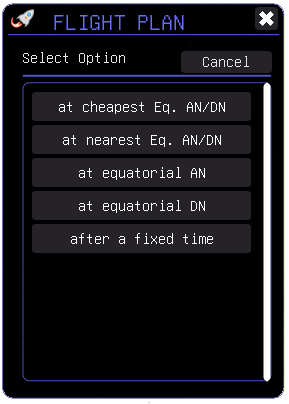 FLIGHT PLAN
Select Option
Cancel
at cheapest Eq. AN/DN
at nearest Eq. AN/DN
at equatorial AN
at equatorial DN
after a fixed time